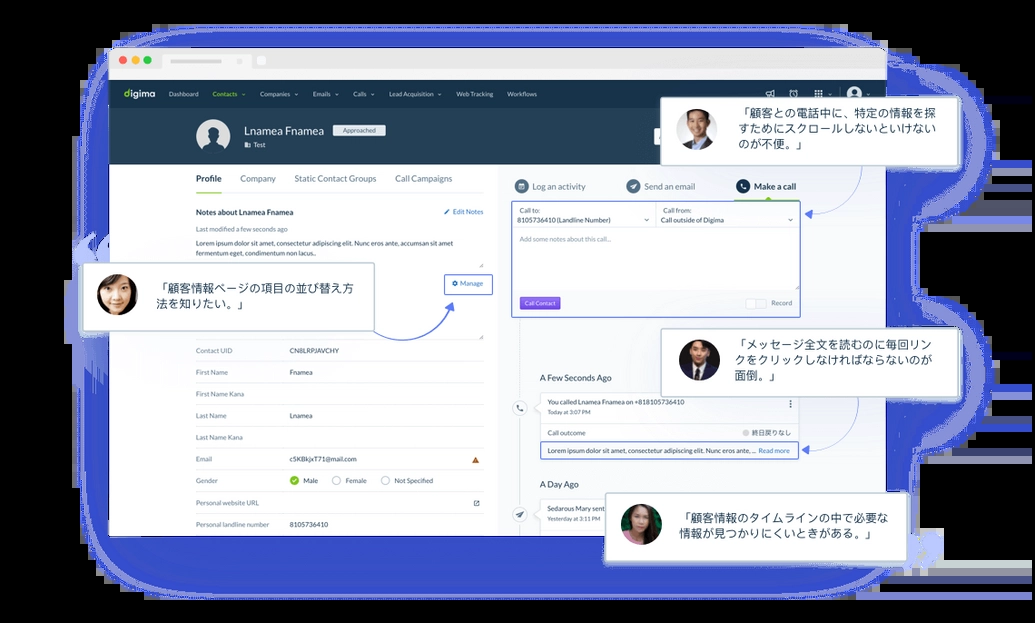 digima
Dashboard
Contacts
Companies
Emails
Calls
Lead Acquisition
Web Tracking
Workflows
Lnamea Fnamea
Approached
Test
「顧客との電話中に、特定の情報を探
すためにスクロールしないといけない
のが不便。」
Profile
Company
Static Contact Groups
Call Campaigns
Log an activity
Send an email
Make a call
Notes about Lnamea Fnamea
Edit Notes
Last modified a few seconds ago
Lorem ipsum dolor sit amet, consectetur adipiscing elit. Nunc eros ante, accumsan sit amet
fermentum eget, condimentum non lacus..
Call to:
8105736410 (Landline Number)
Call from:
Call outside of Digima
Add some notes about this call...
Call Contact
Record
Manage
「顧客情報ページの項目の並び替え方
法を知りたい。」
Contact UID
CN8LRPJAVCHY
First Name
Fnamea
First Name Kana
Last Name
Lnamea
Last Name Kana
Email
c5KBkjxT71@mail.com
Gender
Male
Female
Not Specified
Personal website URL
Personal landline number
8105736410
「メッセージ全文を読むのに毎回リン
クをクリックしなければならないのが
面倒。」
A Few Seconds Ago
You called Lnamea Fnamea on +818105736410
Today at 3:07 PM
Call outcome
終日戻りなし
Lorem ipsum dolor sit amet, consectetur adipiscing elit. Nunc eros ante, ... Read more
A Day Ago
Sedarous Mary sent
Yesterday at 3:11 PM
「顧客情報のタイムラインの中で必要な
情報が見つかりにくいときがある。」